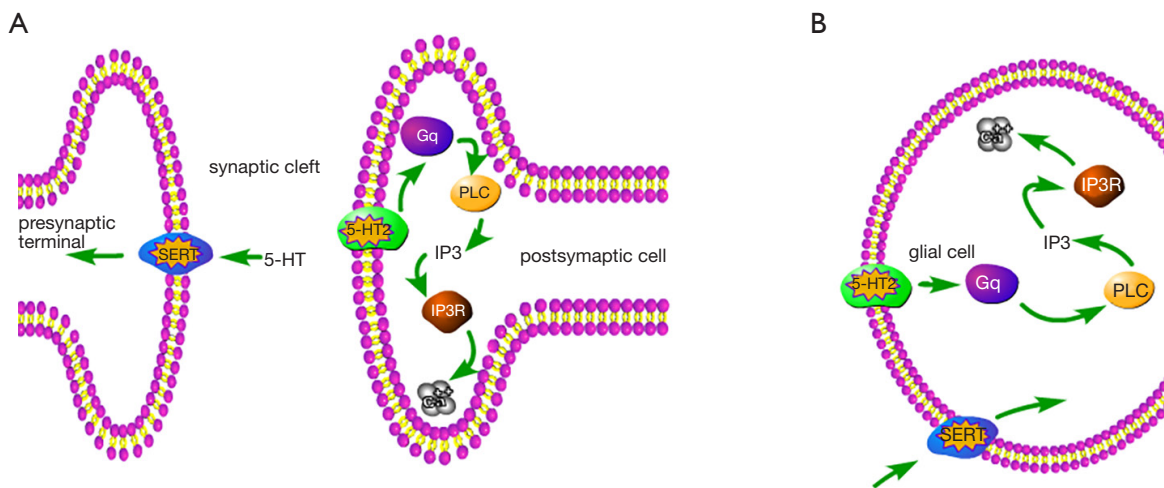 A
synaptic cleft
presynaptic
terminal
SERT
5-HT
Gq
PLC
5-HT2
IP3
postsymaptic cell
IP3R
B
IP3R
IP3
glial cell
5-HT2
Gq
PLC
SERT